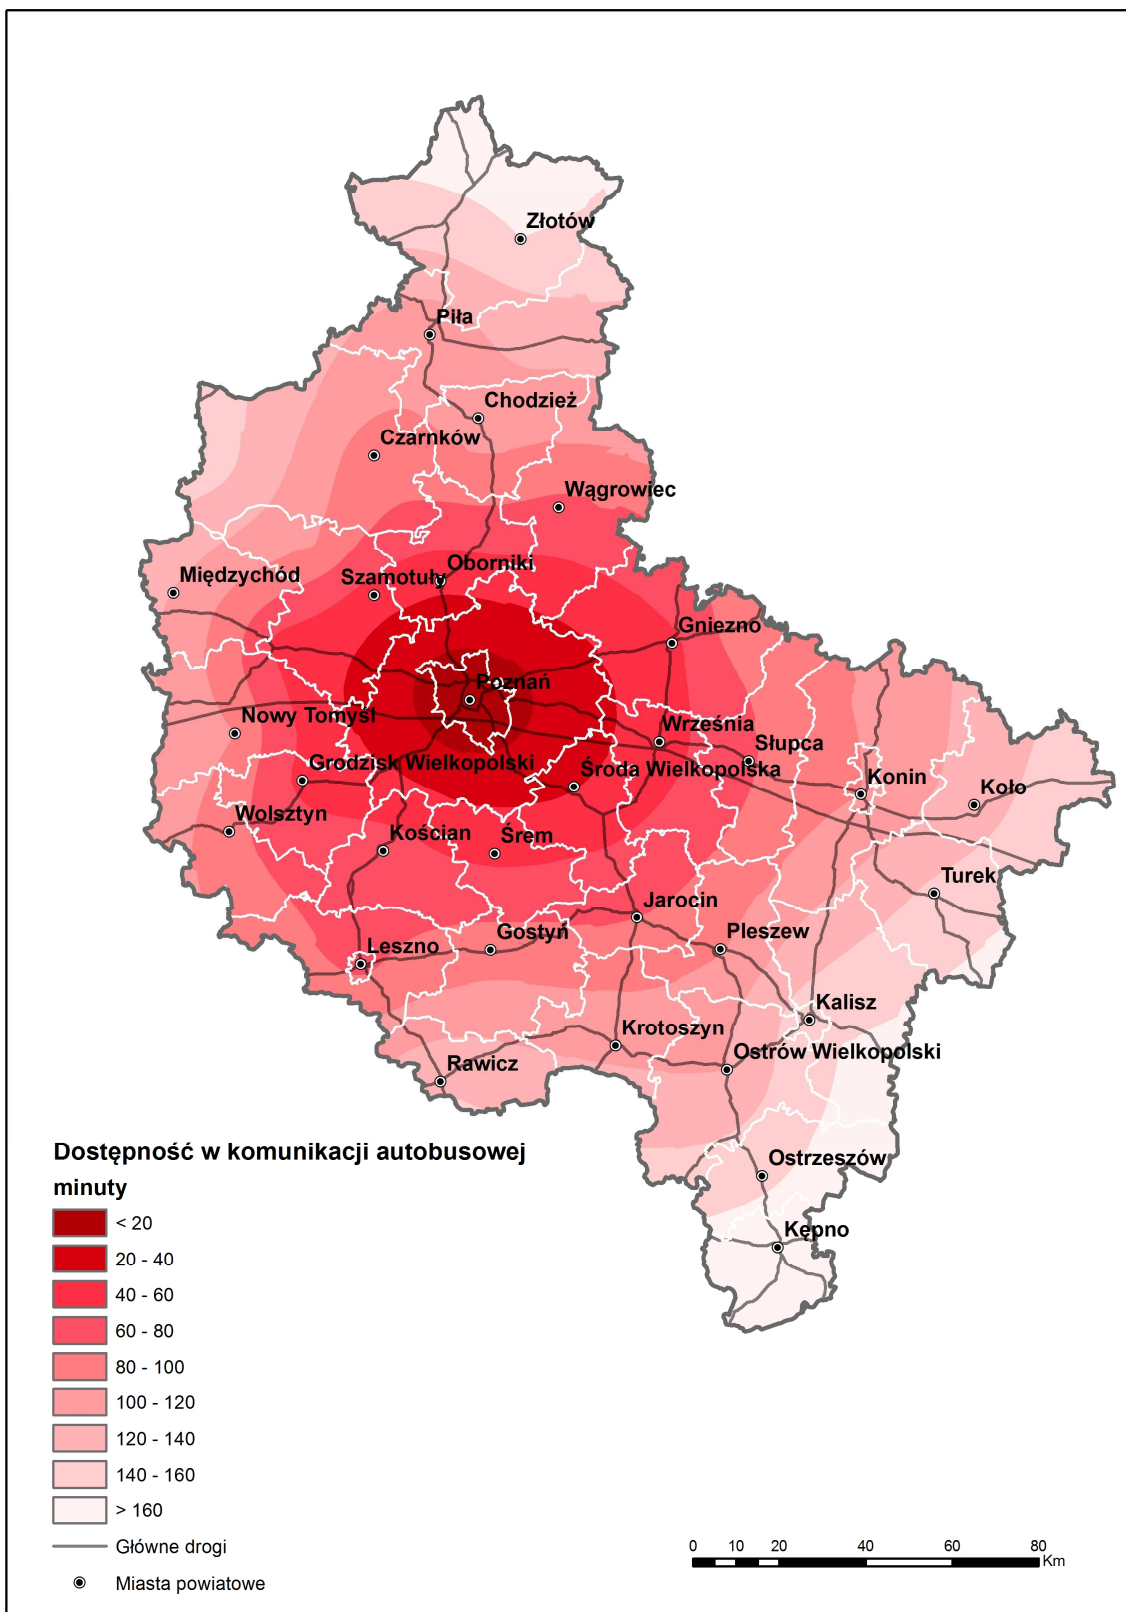 Złotów
Piła
Chodzież
Czarnków
Wągrowiec
Oborniki
Międzychód
Szamotuły
Gniezno
Poznań
Nowy Tomyśl
Września
Słupca
Grodzisk Wielkopolski
Środa Wielkopolska
Konin
Koło
Wolsztyn
Kościan
Śrem
Turek
Jarocin
Pleszew
Gostyń
Leszno
Kalisz
Krotoszyn
Ostrów Wielkopolski
Rawicz
Ostrzeszów
Kępno
Dostępność w komunikacji autobusowej
minuty
< 20
20 - 40
40 - 60
60 - 80
80 - 100
100 - 120
120 - 140
140 - 160
> 160
Główne drogi
Miasta powiatowe
0 10 20 40 60 80
Km